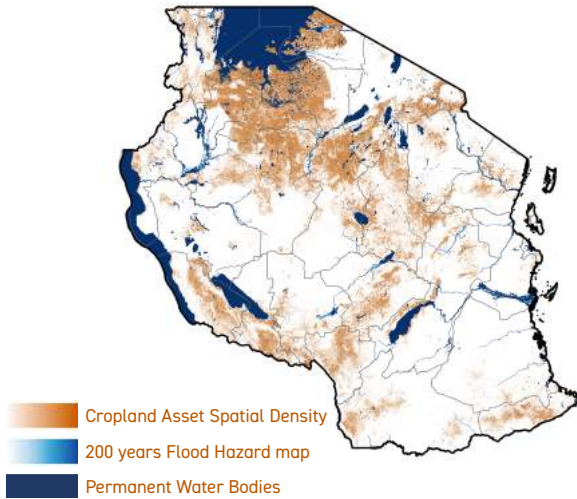 Cropland Asset Spatial Density
200 years Flood Hazard map
Permanent Water Bodies